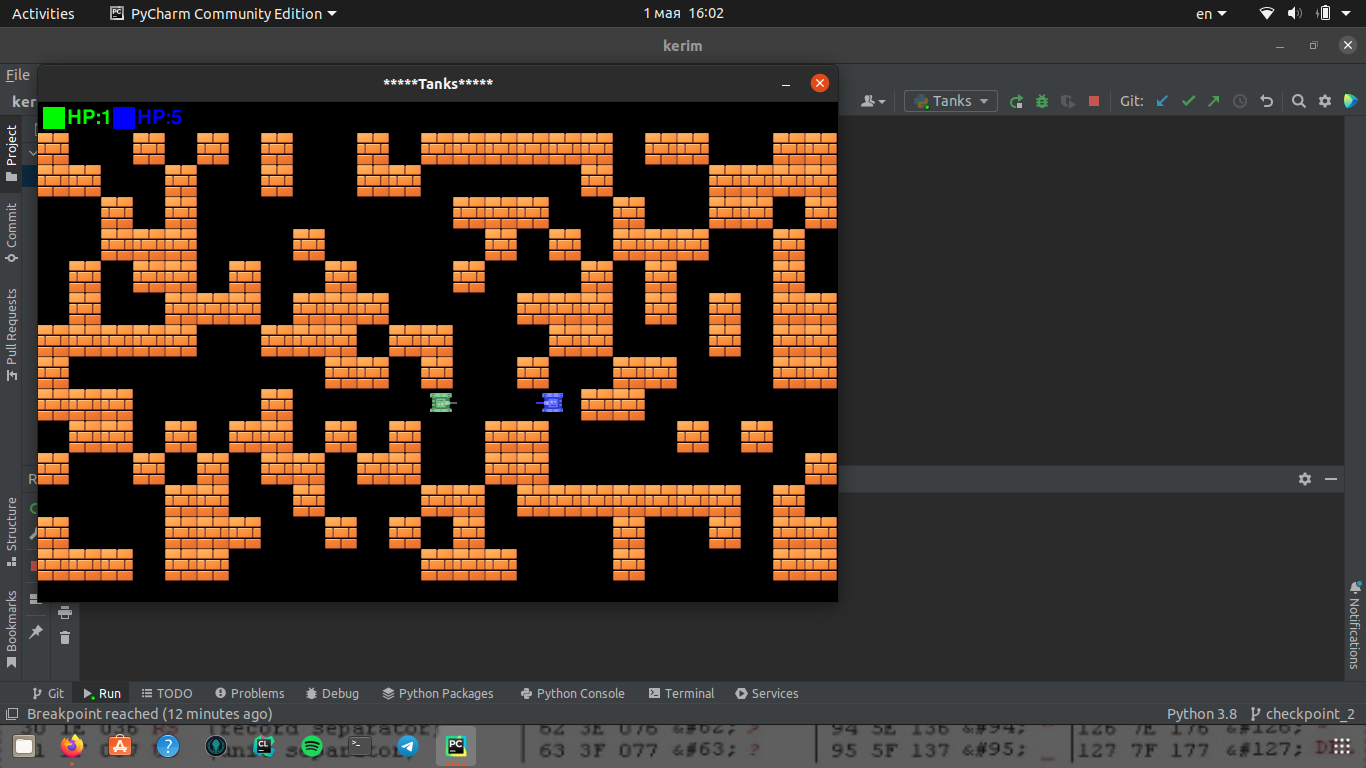 Activities PyCharm Community Edition 1 мая 16:02 en
kerim
File
*****Tanks*****
ker Tanks Git:
HP:1 HP:5
Project
Commit
Pull Requests
Structure
Bookmarks
Notifications
Git Run TODO Problems Debug Python Packages Python Console Terminal Services
Breakpoint reached (12 minutes ago) Python 3.8 checkpoint_2
62 3E 076 &#62; 94 5E 136 &#94; 126 7E 176 &#126;
63 3F 077 &#63; ? 95 5F 137 &#95; _ 127 7F 177 &#127;